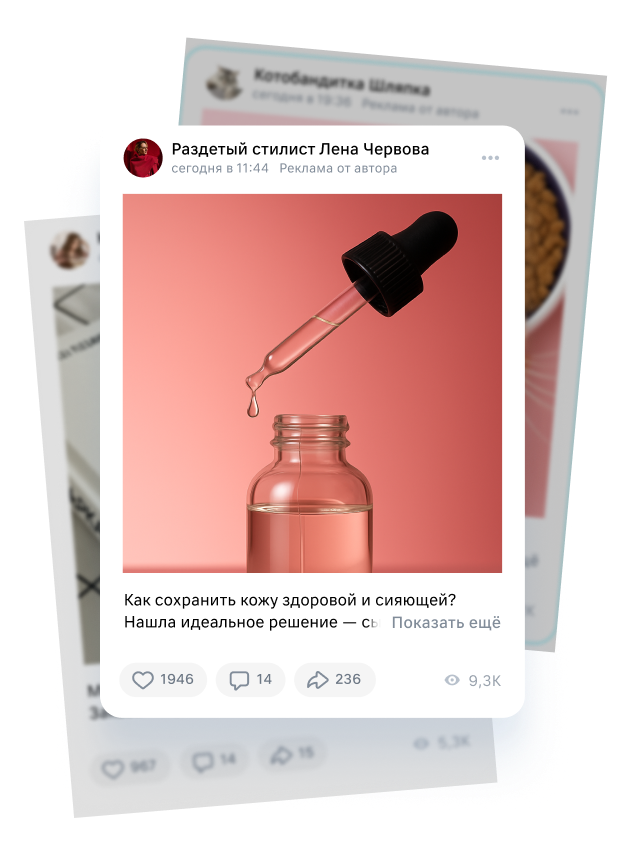 Котобандитка Шляпка
сегодня в 19:36 Реклама от автора
Раздетый стилист Лена Червова
сегодня в 11:44 Реклама от автора
Как сохранить кожу здоровой и сияющей?
Нашла идеальное решение — Показать ещё
1946 14 236 9,3K
967 14 15 5,3K